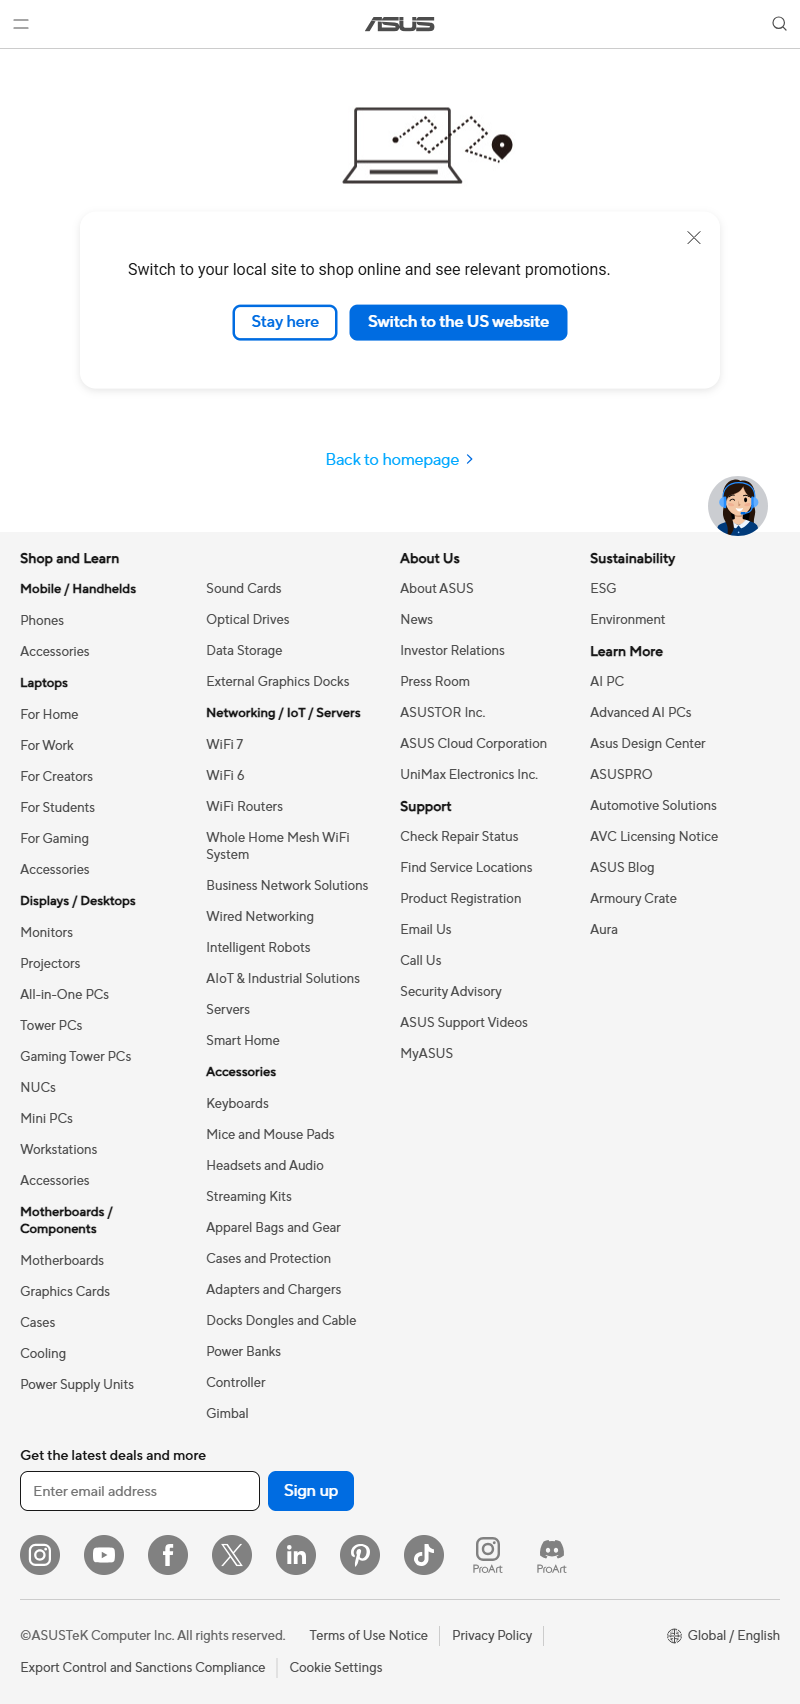 ASUS
Switch to your local site to shop online and see relevant promotions.
Stay here
Switch to the US website
Back to homepage
Shop and Learn
Mobile / Handhelds
Phones
Accessories
Laptops
For Home
For Work
For Creators
For Students
For Gaming
Accessories
Displays / Desktops
Monitors
Projectors
All-in-One PCs
Tower PCs
Gaming Tower PCs
NUCs
Mini PCs
Workstations
Accessories
Motherboards /
Components
Motherboards
Graphics Cards
Cases
Cooling
Power Supply Units
Sound Cards
Optical Drives
Data Storage
External Graphics Docks
Networking / IoT / Servers
WiFi 7
WiFi 6
WiFi Routers
Whole Home Mesh WiFi
System
Business Network Solutions
Wired Networking
Intelligent Robots
AIoT & Industrial Solutions
Servers
Smart Home
Accessories
Keyboards
Mice and Mouse Pads
Headsets and Audio
Streaming Kits
Apparel Bags and Gear
Cases and Protection
Adapters and Chargers
Docks Dongles and Cable
Power Banks
Controller
Gimbal
About Us
About ASUS
News
Investor Relations
Press Room
ASUSTOR Inc.
ASUS Cloud Corporation
UniMax Electronics Inc.
Support
Check Repair Status
Find Service Locations
Product Registration
Email Us
Call Us
Security Advisory
ASUS Support Videos
MyASUS
Sustainability
ESG
Environment
Learn More
AI PC
Advanced AI PCs
Asus Design Center
ASUSPRO
Automotive Solutions
AVC Licensing Notice
ASUS Blog
Armoury Crate
Aura
Get the latest deals and more
Enter email address
Sign up
ProArt
ProArt
©ASUSTeK Computer Inc. All rights reserved.
Terms of Use Notice
Privacy Policy
Global / English
Export Control and Sanctions Compliance
Cookie Settings